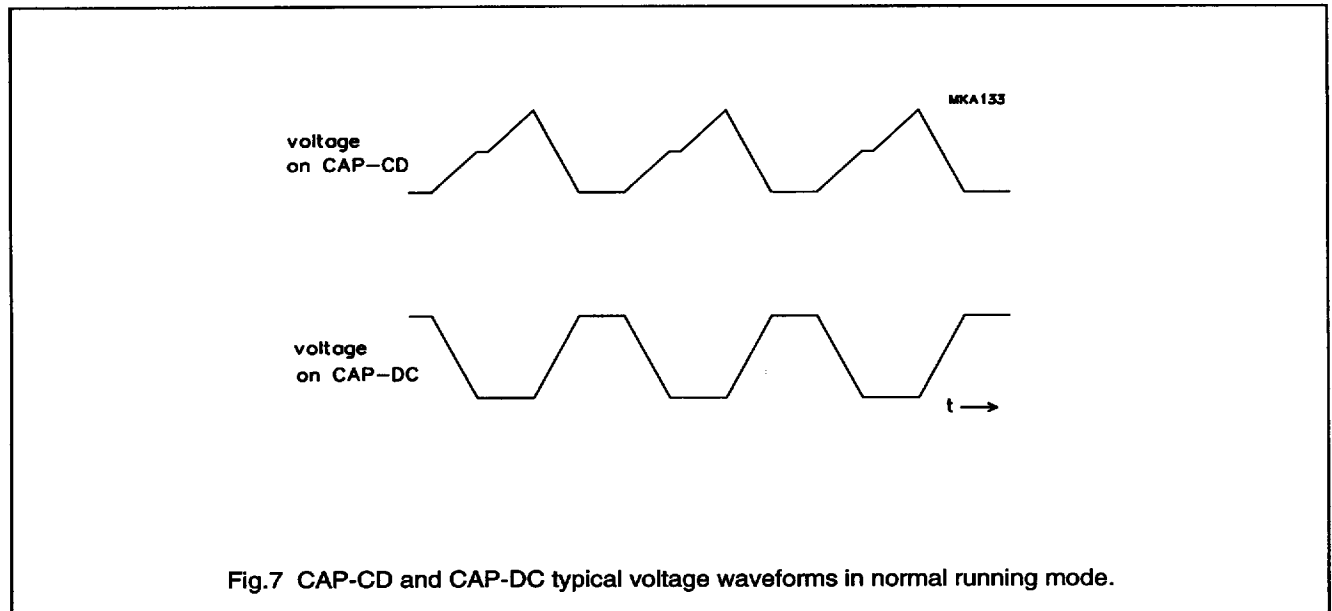 MKA133
voltage
on CAP-CD
voltage
on CAP-DC
t
Fig.7 CAP-CD and CAP-DC typical voltage waveforms in normal running mode.